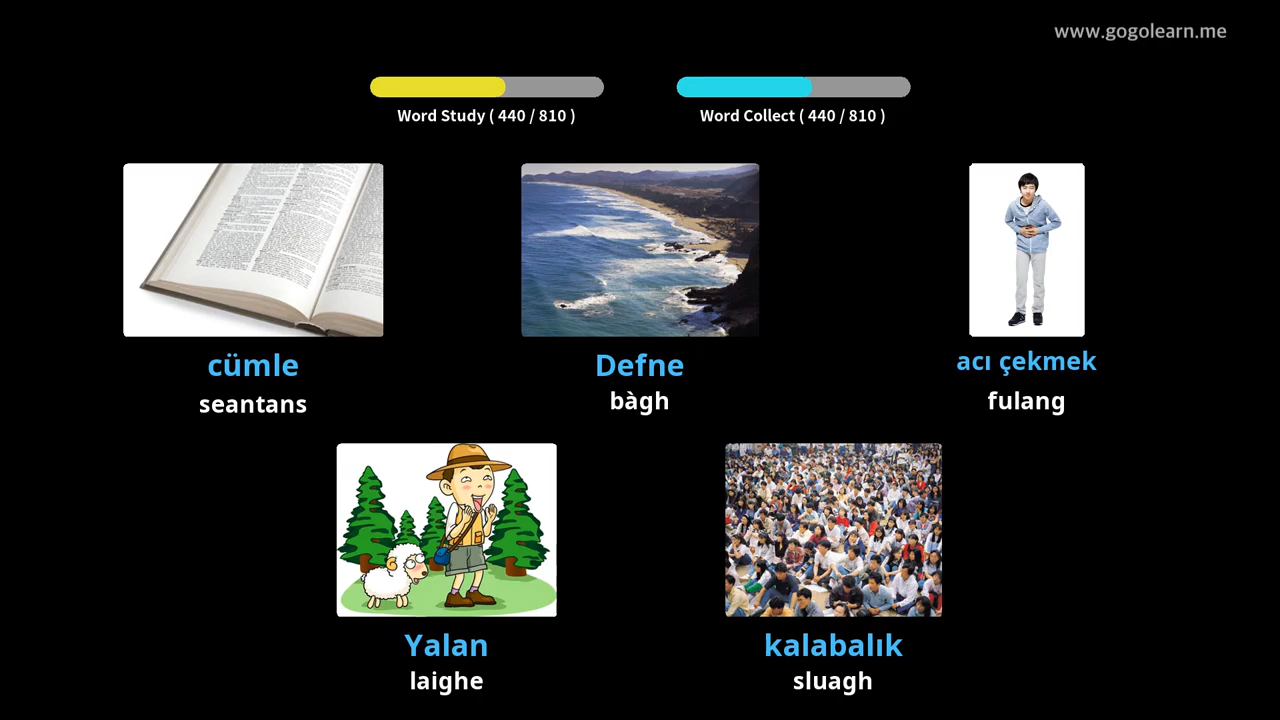 www.gogolearn.me
Word Study ( 440 / 810 )
Word Collect ( 440 / 810 )
cümle
seantans
Defne
bàgh
acı çekmek
fulang
Yalan
laighe
kalabalık
sluagh